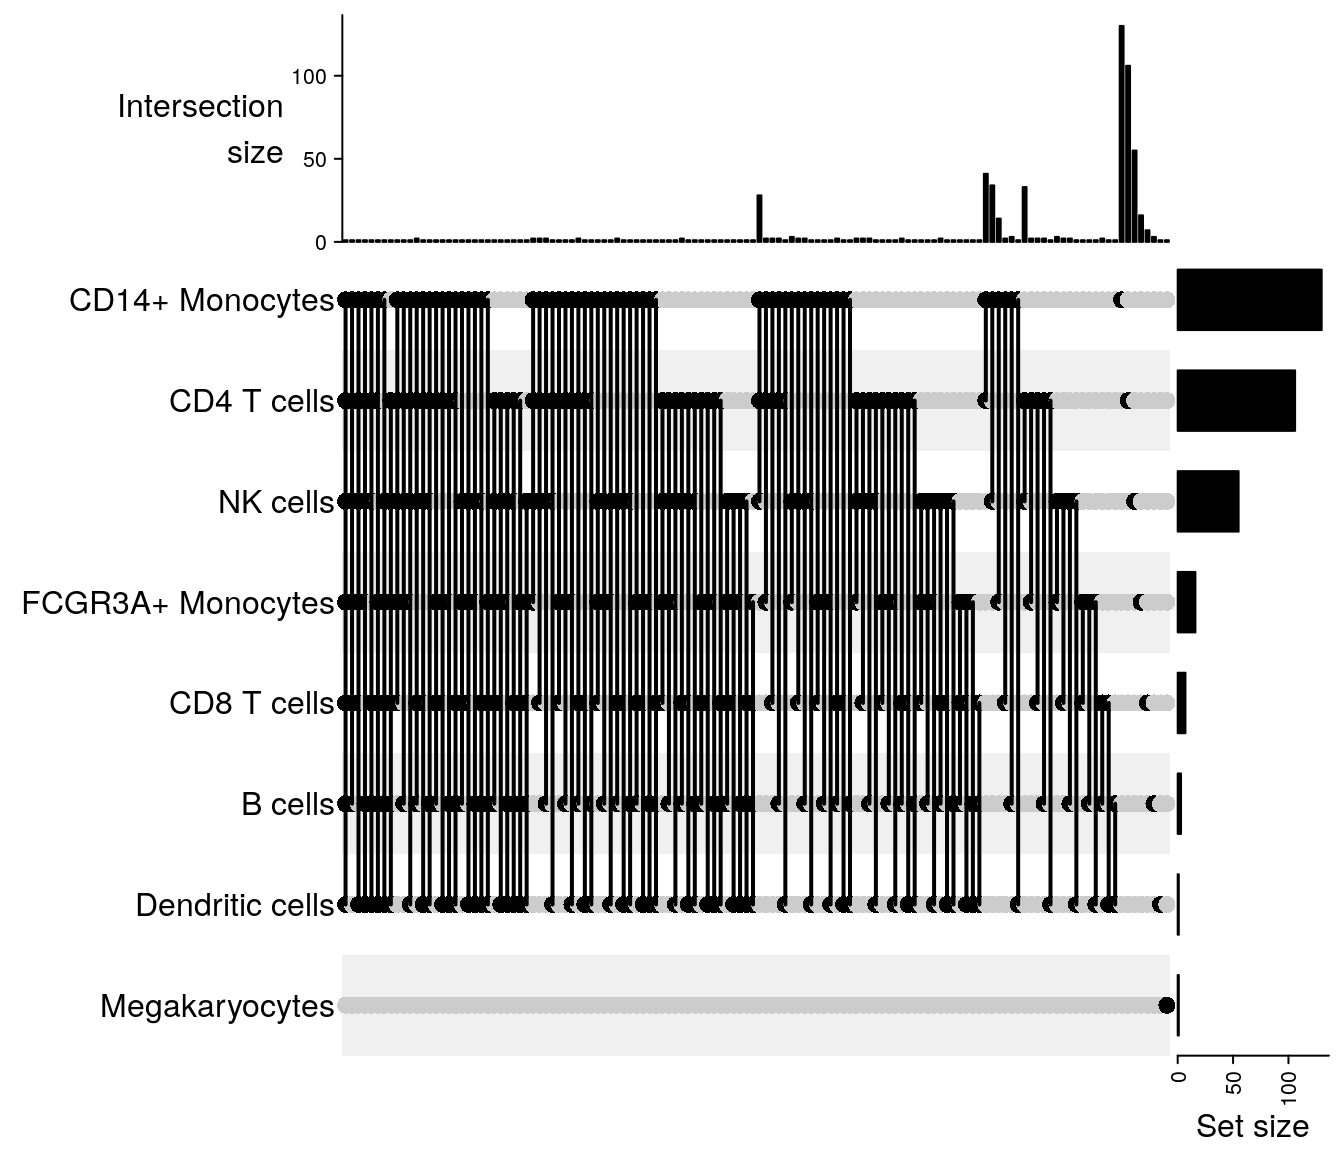 Intersection
size
100
50
0
CD14+ Monocytes
CD4 T cells
NK cells
FCGR3A+ Monocytes
CD8 T cells
B cells
Dendritic cells
Megakaryocytes
0
50
100
Set size